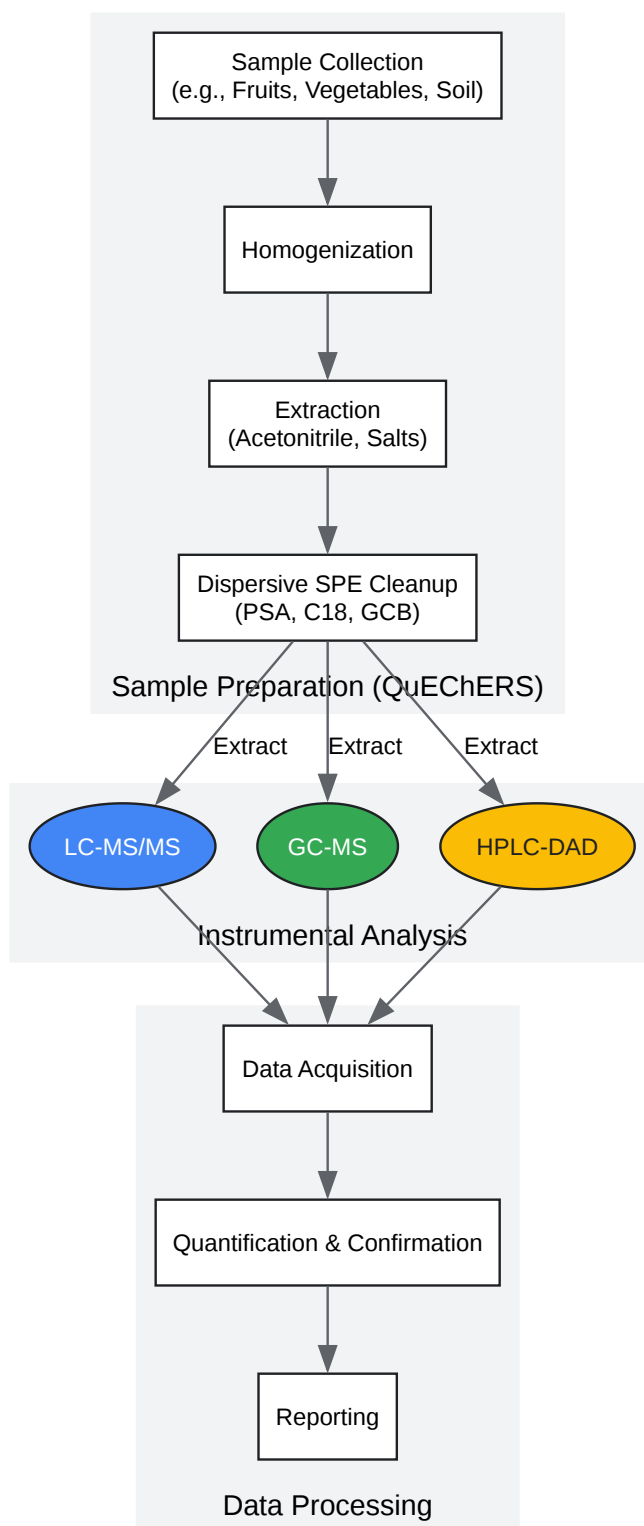 Sample Collection
(e.g., Fruits, Vegetables, Soil)
Homogenization
Extraction
(Acetonitrile, Salts)
Dispersive SPE Cleanup
(PSA, C18, GCB)
Sample Preparation (QuEChERS)
Extract
Extract
Extract
LC-MS/MS
GC-MS
HPLC-DAD
Instrumental Analysis
Data Acquisition
Quantification & Confirmation
Reporting
Data Processing